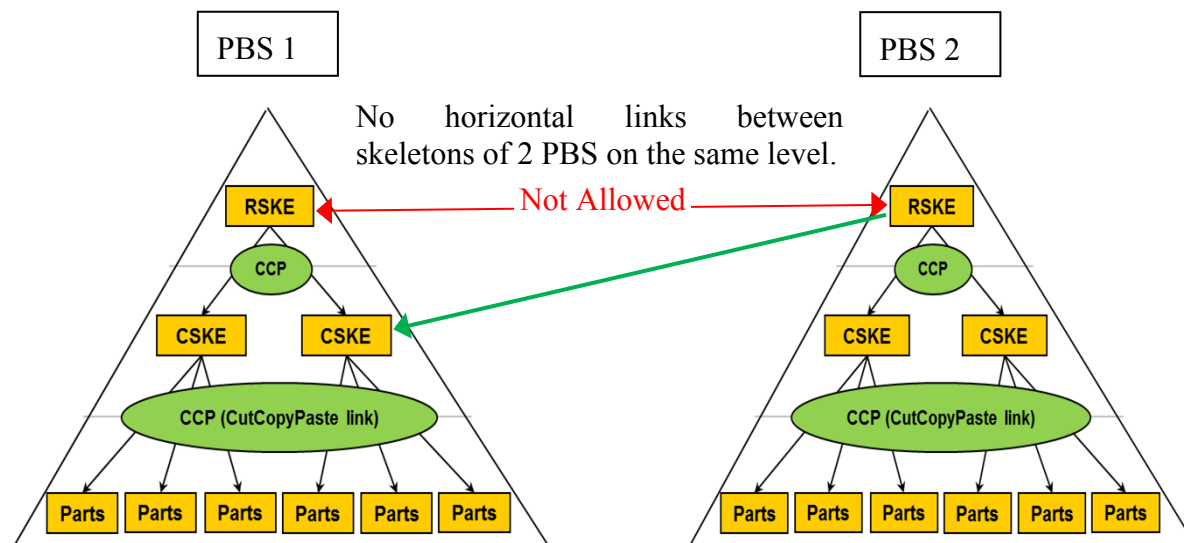 PBS 1
PBS 2
No horizontal links between
skeletons of 2 PBS on the same level.
RSKE
Not Allowed
RSKE
CCP
CCP
CSKE
CSKE
CSKE
CSKE
CCP (CutCopyPaste link)
CCP (CutCopyPaste link)
Parts
Parts
Parts
Parts
Parts
Parts
Parts
Parts
Parts
Parts
Parts
Parts